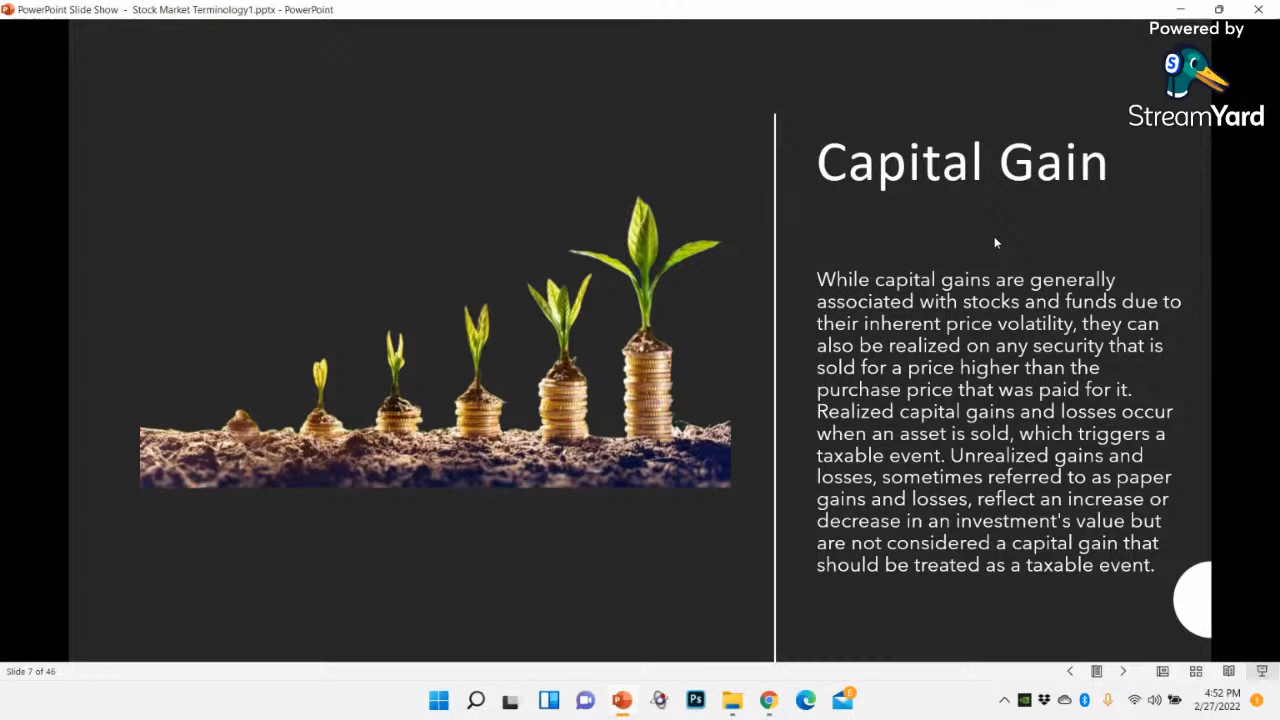 PowerPoint Slide Show - Stock Market Terminology1.pptx - PowerPoint
Powered by
S
StreamYard
Capital Gain
While capital gains are generally
associated with stocks and funds due to
their inherent price volatility, they can
also be realized on any security that is
sold for a price higher than the
purchase price that was paid for it.
Realized capital gains and losses occur
when an asset is sold, which triggers a
taxable event. Unrealized gains and
losses, sometimes referred to as paper
gains and losses, reflect an increase or
decrease in an investment's value but
are not considered a capital gain that
should be treated as a taxable event.
Slide 7 of 46
Ps
6
4:52 PM
2/27/2022
1